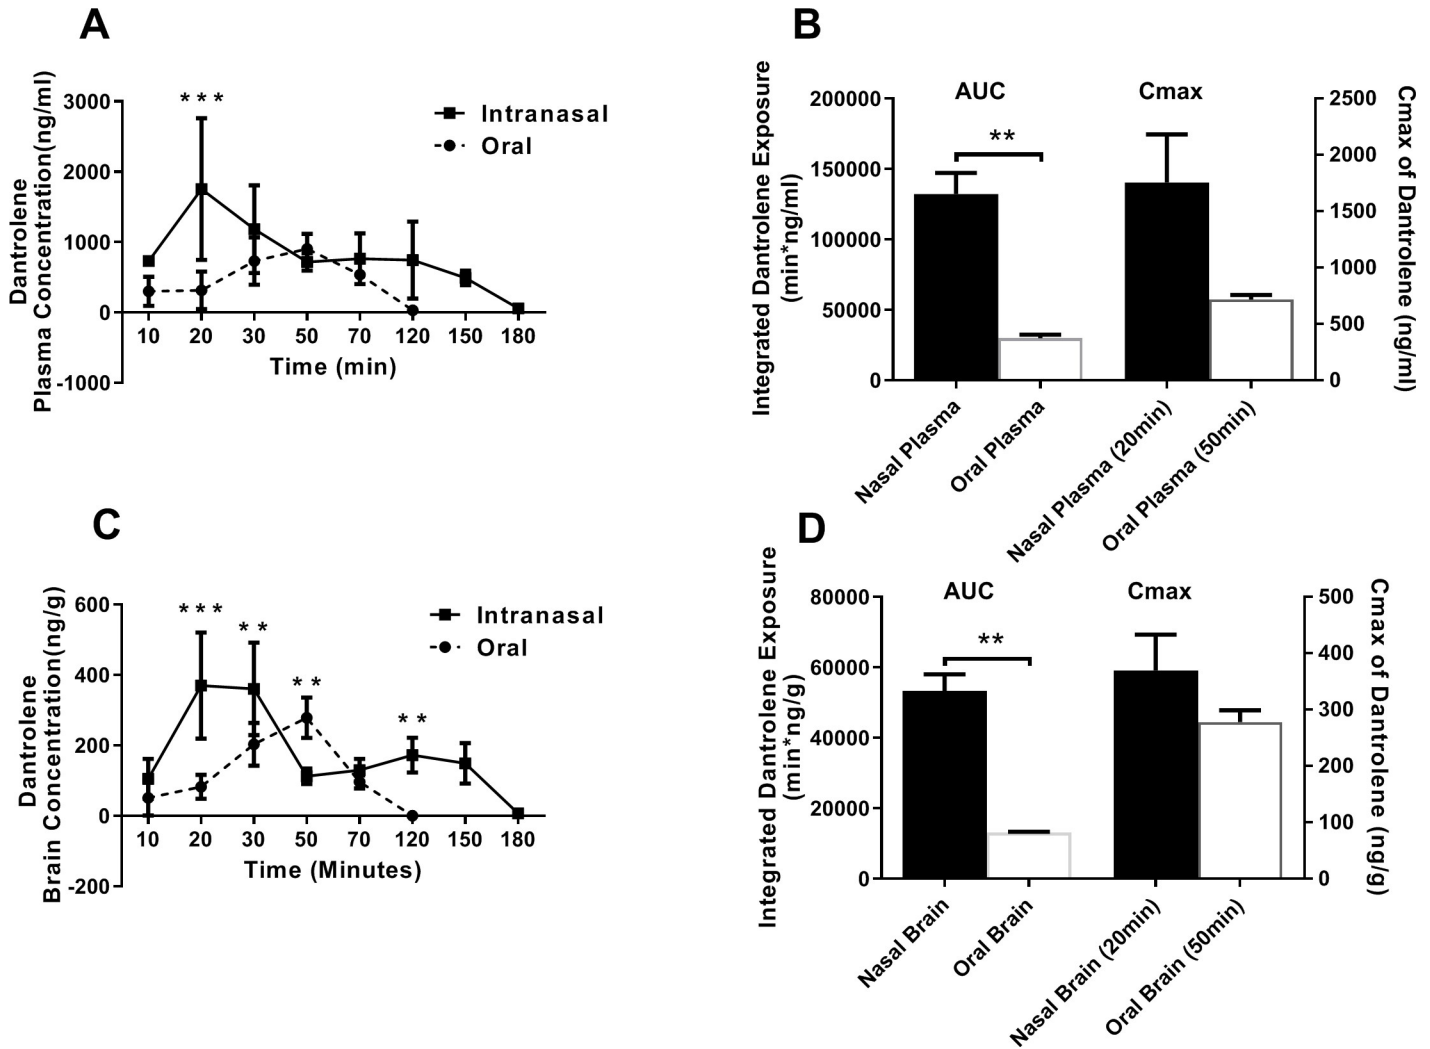 A
Dantrolene
Plasma Concentration(ng/ml)
3000
2000
1000
0
-1000
***
Intranasal
Oral
10 20 30 50 70 120 150 180
Time (min)
B
Integrated Dantrolene Exposure
(min*ng/ml)
200000
150000
100000
50000
0
AUC
Cmax
**
2500
2000
1500
1000
500
0
Cmax of Dantrolene (ng/ml)
Nasal Plasma
Oral Plasma
Nasal Plasma (20min)
Oral Plasma (50min)
C
Dantrolene
Brain Concentration(ng/g)
600
400
200
0
-200
***
**
**
**
Intranasal
Oral
10 20 30 50 70 120 150 180
Time (Minutes)
D
Integrated Dantrolene Exposure
(min*ng/g)
80000
60000
40000
20000
0
AUC
Cmax
**
500
400
300
200
100
0
Cmax of Dantrolene (ng/g)
Nasal Brain
Oral Brain
Nasal Brain (20min)
Oral Brain (50min)